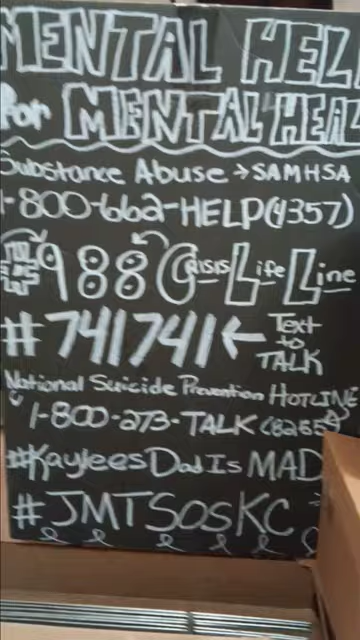 MENTAL HEL
For MENTAL HEAL
Substance Abuse → SAMHSA
1-800-662-HELP(4357)
988 CRISIS Life Line
#741741 ← Text
to
TALK
National Suicide Prevention HOTLINE
1-800-273-TALK (8255)
#KayleesDadIsMAD
#JMTSosKC